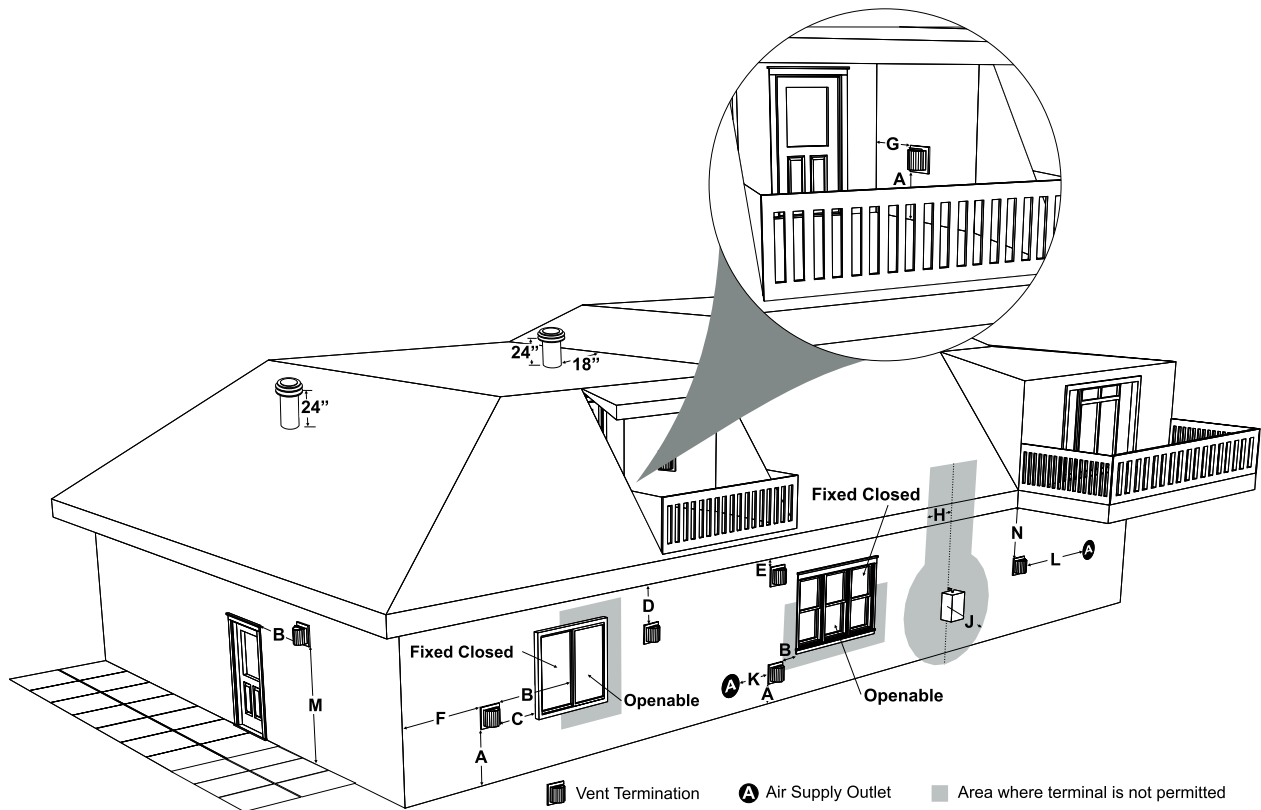 G
A
24”
18”
24”
Fixed Closed
H
N
L
A
E
D
B
J
Fixed Closed
B
K
A
A
M
B
Openable
Openable
F
C
A
Vent Termination
A Air Supply Outlet
Area where terminal is not permitted